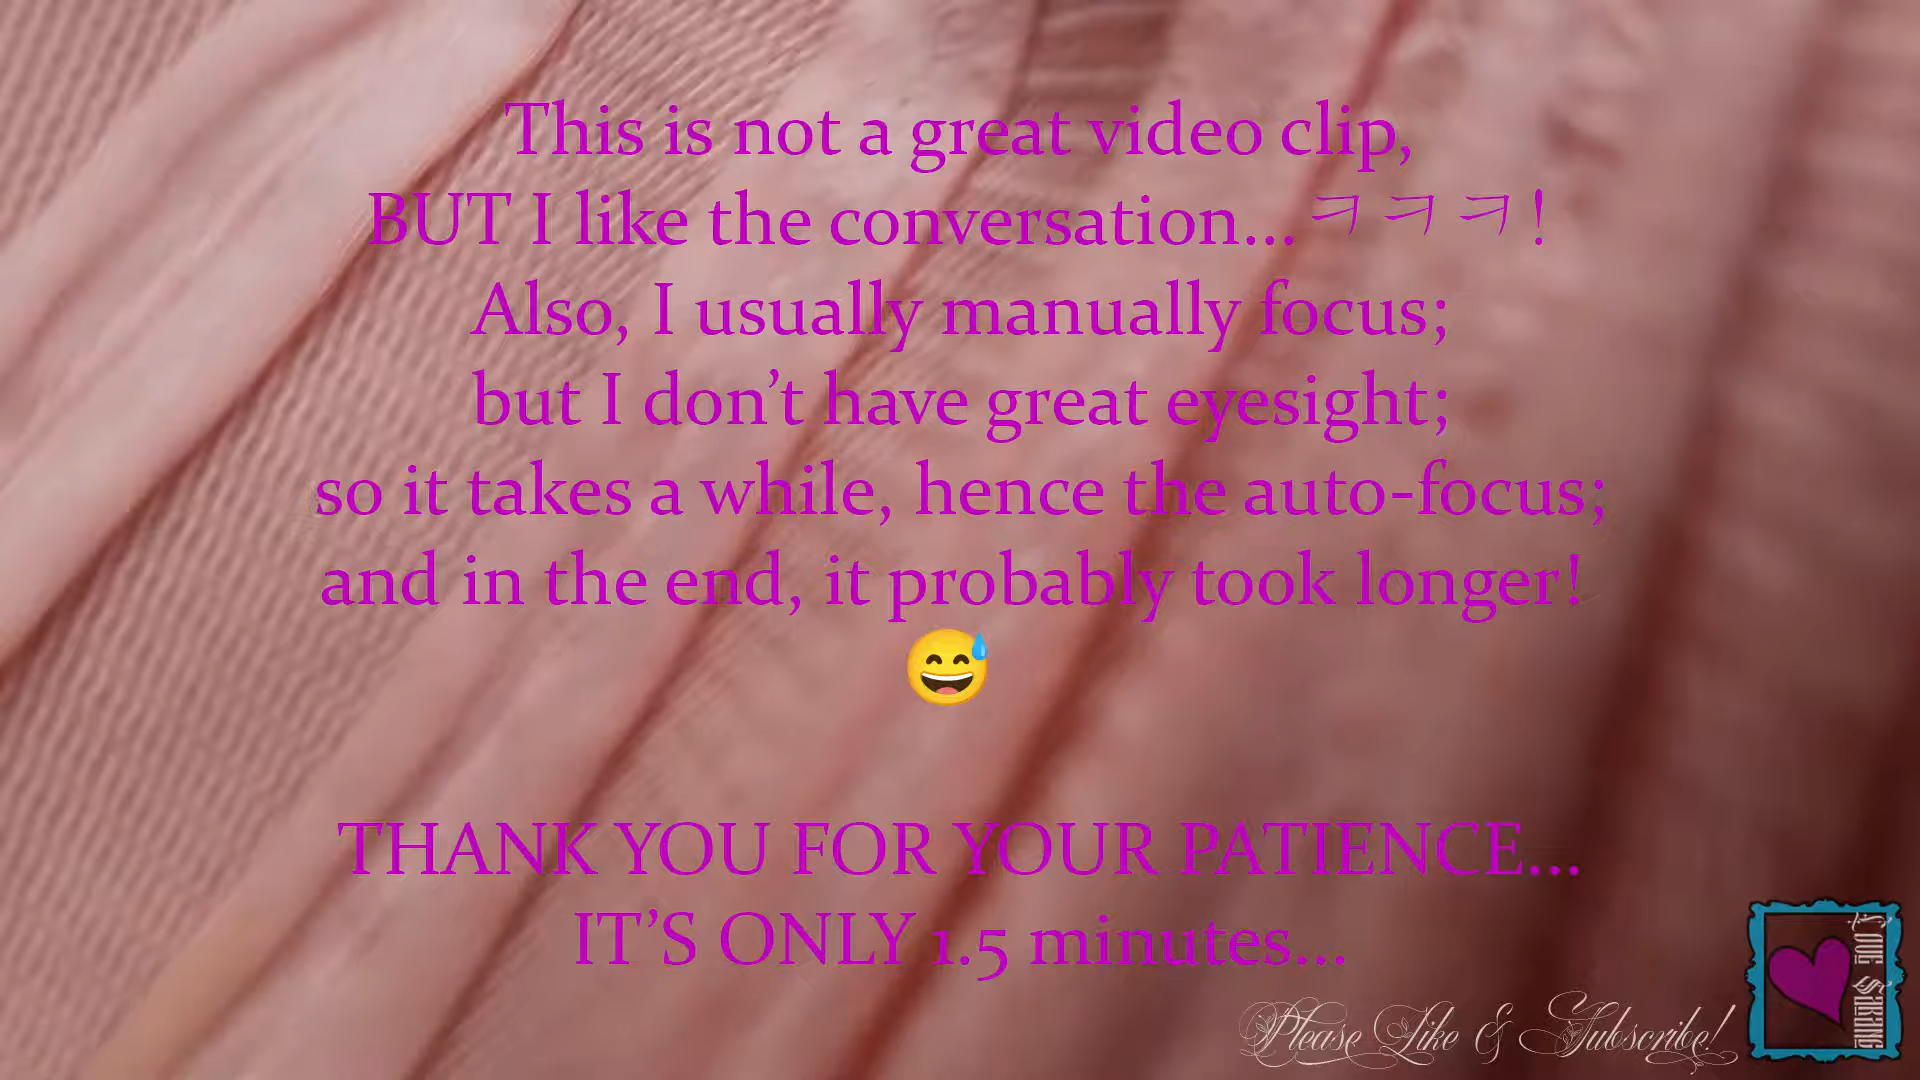 This is not a great video clip,
BUT I like the conversation... ㅋㅋㅋ!
Also, I usually manually focus;
but I don’t have great eyesight;
so it takes a while, hence the auto-focus;
and in the end, it probably took longer!
😅
THANK YOU FOR YOUR PATIENCE...
IT’S ONLY 1.5 minutes...
Please Like & Subscribe!